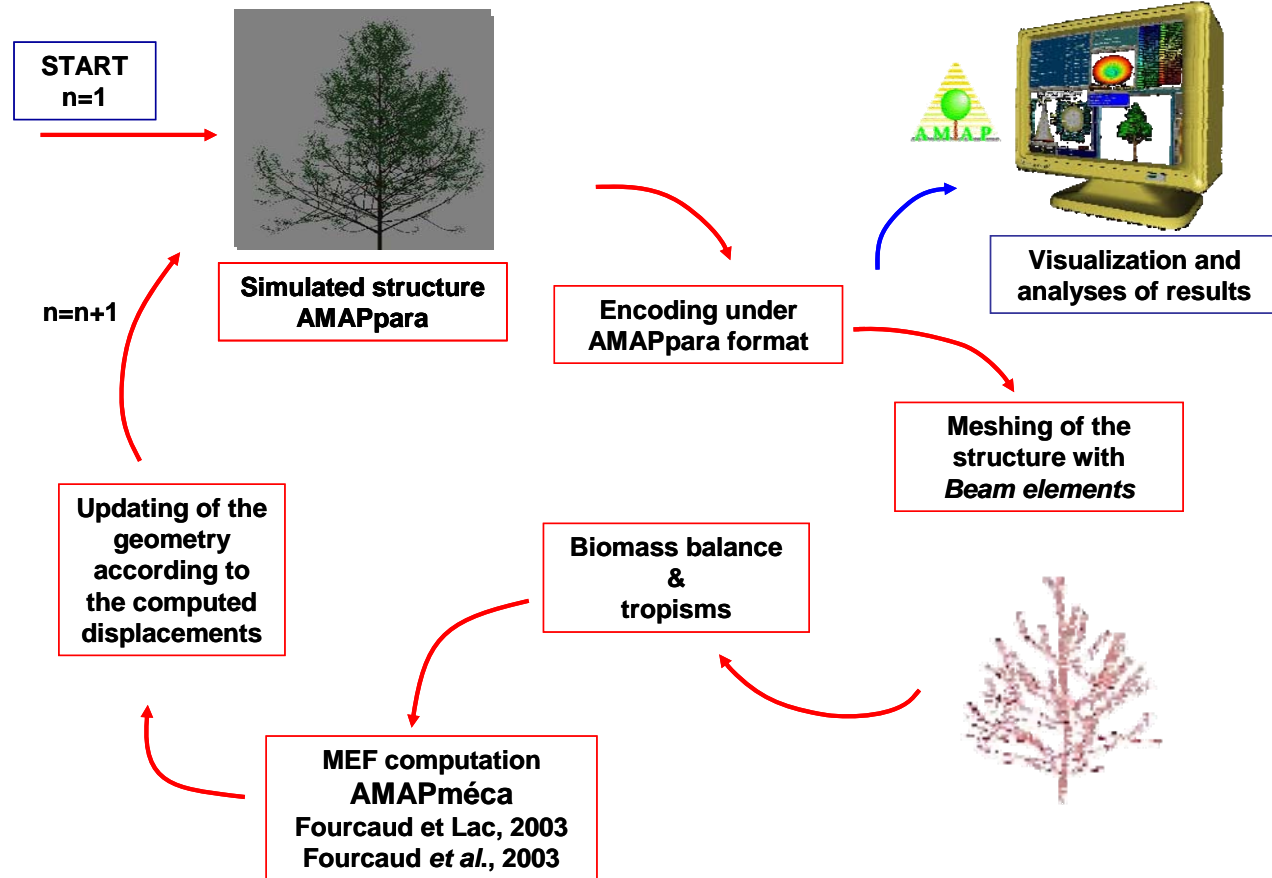 START
n=1
A M A P
Simulated structure
AMAPpara
n=n+1
Encoding under
AMAPpara format
Visualization and
analyses of results
Meshing of the
structure with
Beam elements
Biomass balance
&
tropisms
MEF computation
AMAPméca
Fourcaud et Lac, 2003
Fourcaud et al., 2003
Updating of the
geometry
according to
the computed
displacements